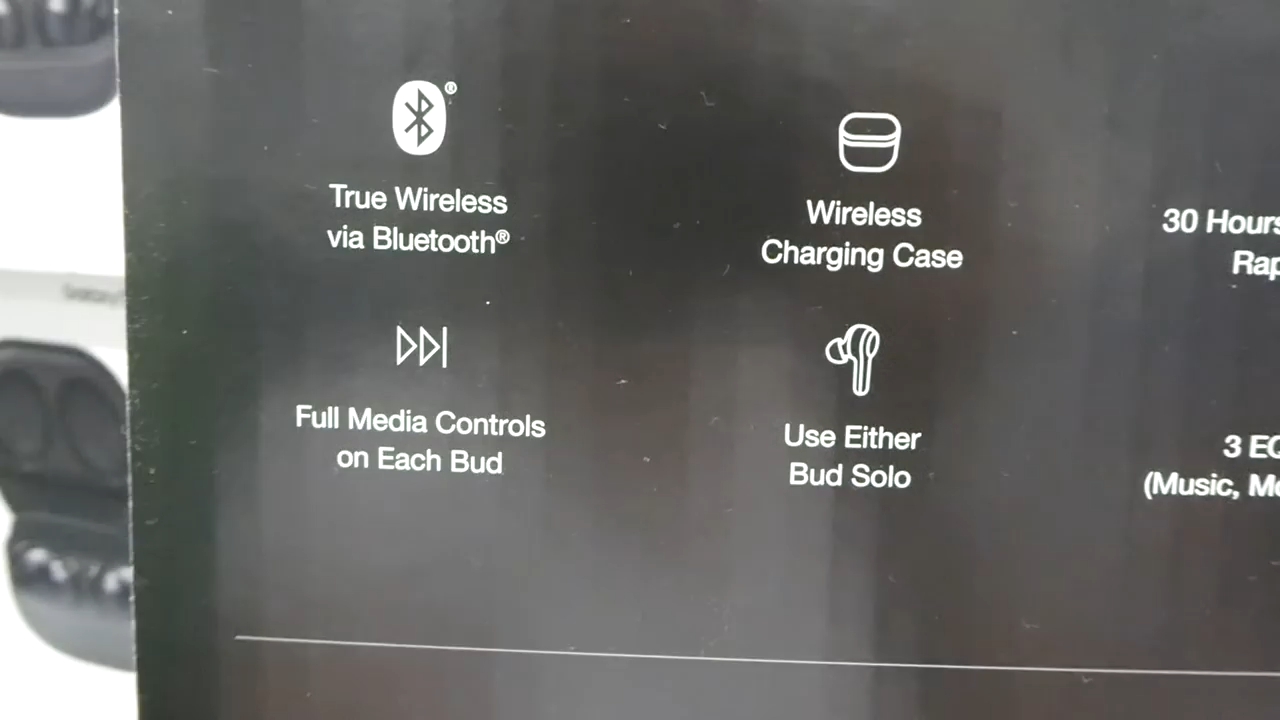 True Wireless
via Bluetooth®
Wireless
Charging Case
30 Hours
Full Media Controls
on Each Bud
Use Either
Bud Solo
3 EQ
(Music,